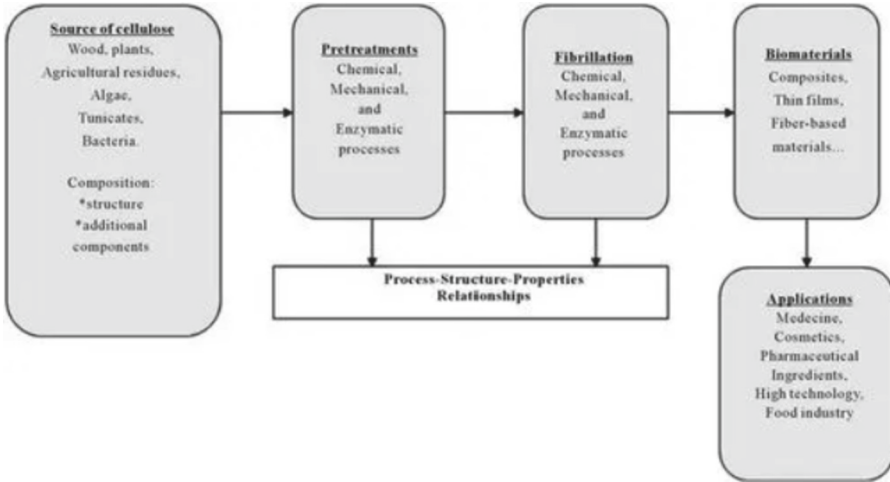 Source of cellulose
Wood, plants,
Agricultural residues,
Algae,
Tunicates,
Bacteria.
Composition:
*structure
*additional
components
Pretreatments
Chemical,
Mechanical,
and
Enzymatic
processes
Fibrillation
Chemical,
Mechanical,
and
Enzymatic
processes
Biomaterials
Composites,
Thin films,
Fiber-based
materials...
Process-Structure-Properties
Relationships
Applications
Medecine,
Cosmetics,
Pharmaceutical
Ingredients,
High technology,
Food industry